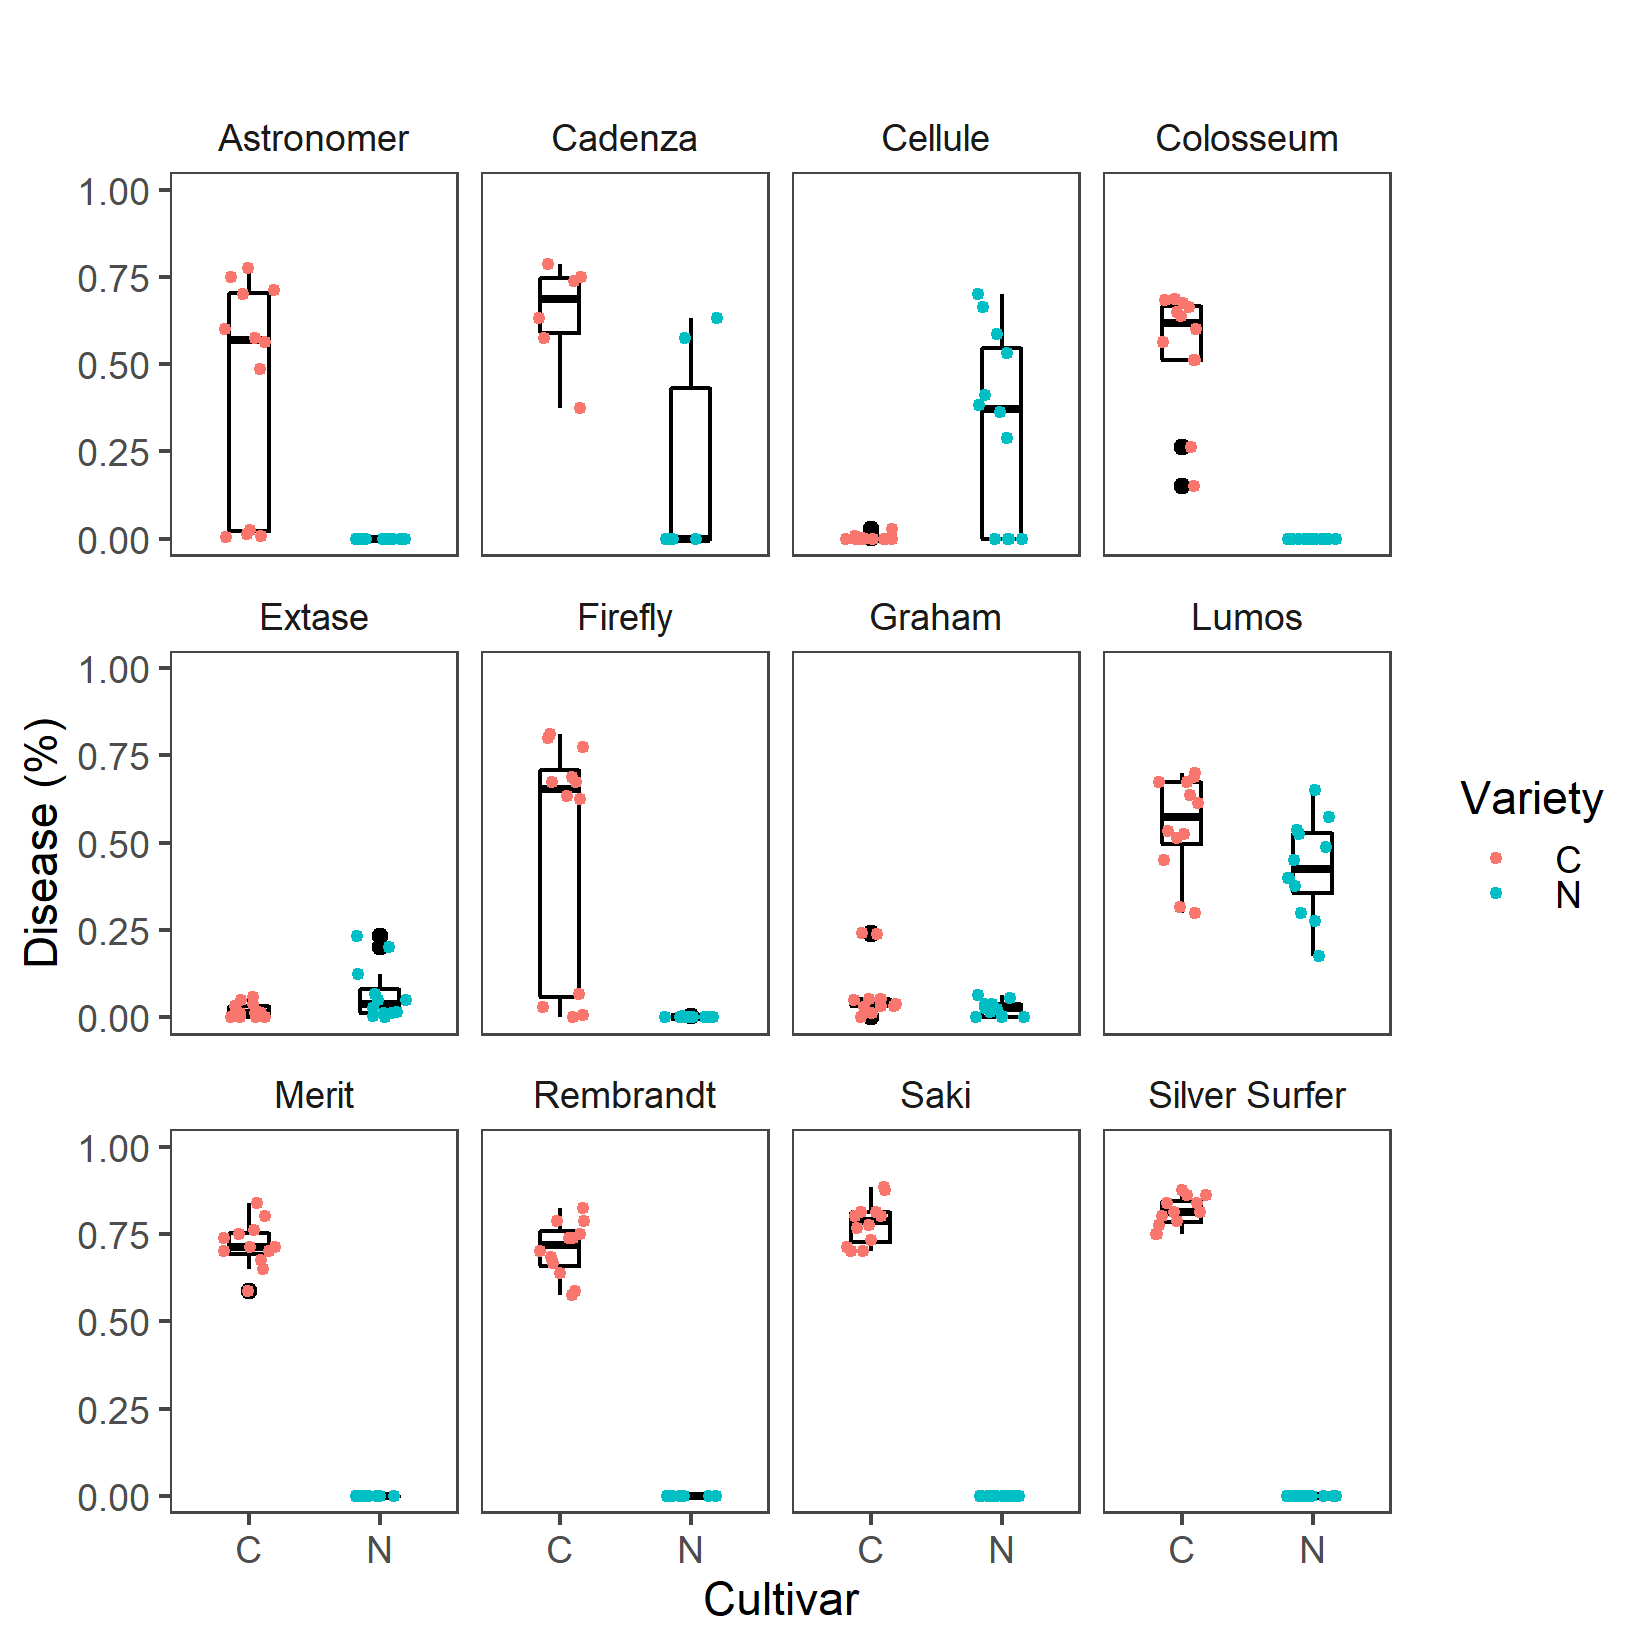 Astronomer Cadenza Cellule Colosseum
1.00
0.75
0.50
0.25
0.00
Extase Firefly Graham Lumos
1.00
0.75
0.50
0.25
0.00
Disease (%)
Variety
C
N
Merit Rembrandt Saki Silver Surfer
1.00
0.75
0.50
0.25
0.00
C N C N C N C N
Cultivar